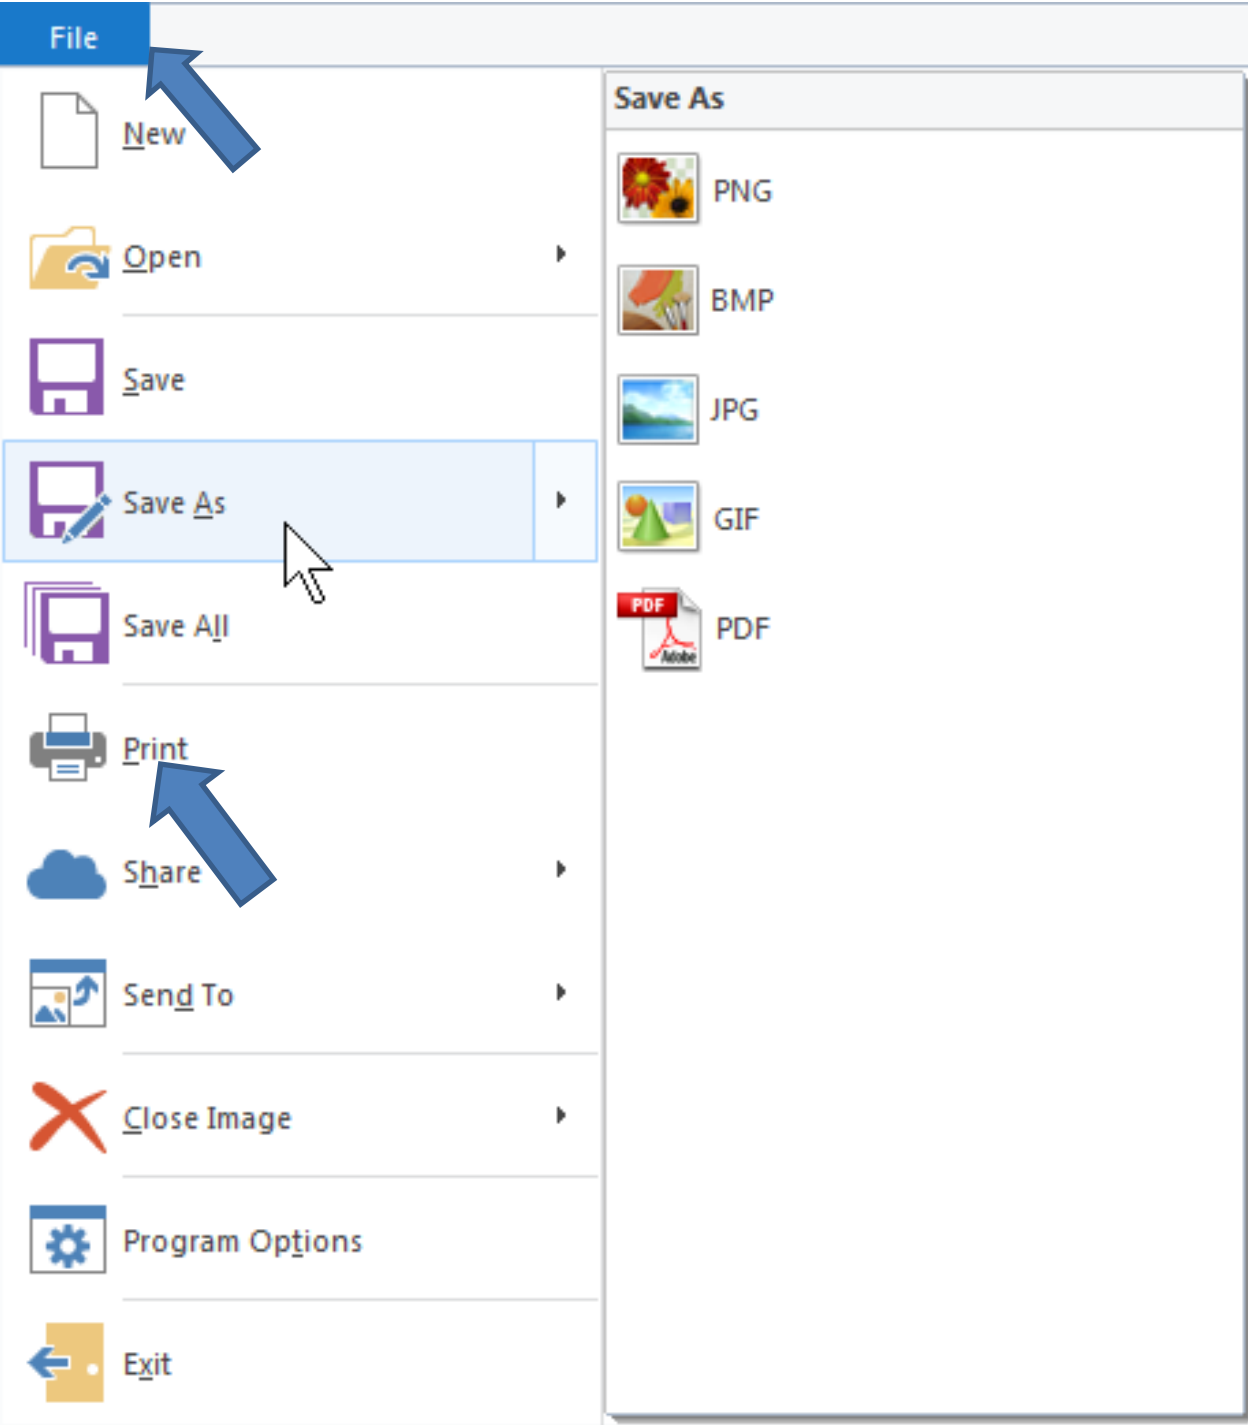 File
New
Open
Save
Save As
Save All
Print
Share
Send To
Close Image
Program Options
Exit
Save As
PNG
BMP
JPG
GIF
PDF
Adobe
PDF